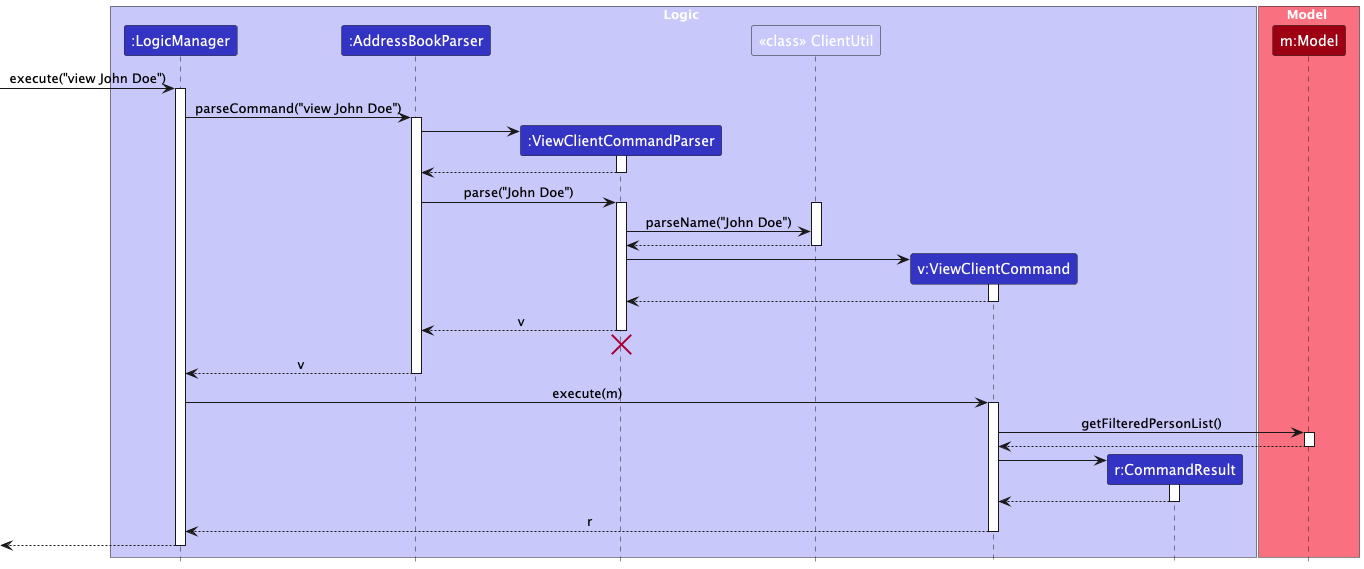 Logic
Model
:LogicManager
:AddressBookParser
«class» ClientUtil
m:Model
execute("view John Doe")
parseCommand("view John Doe")
:ViewClientCommandParser
parse("John Doe")
parseName("John Doe")
v:ViewClientCommand
v
v
execute(m)
getFilteredPersonList()
r:CommandResult
r